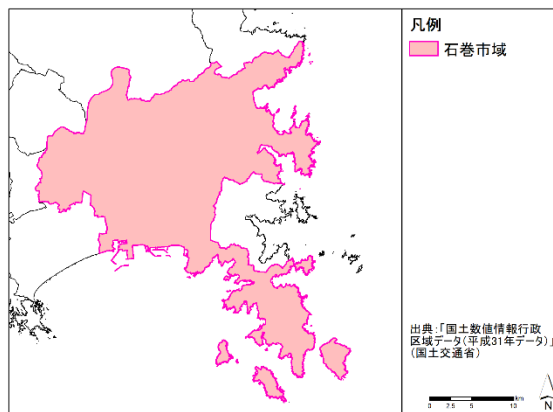 凡例
石巻市域
出典:「国土数値情報行政
区域データ(平成31年データ)」
(国土交通省)
km
0 2.5 5 10
N